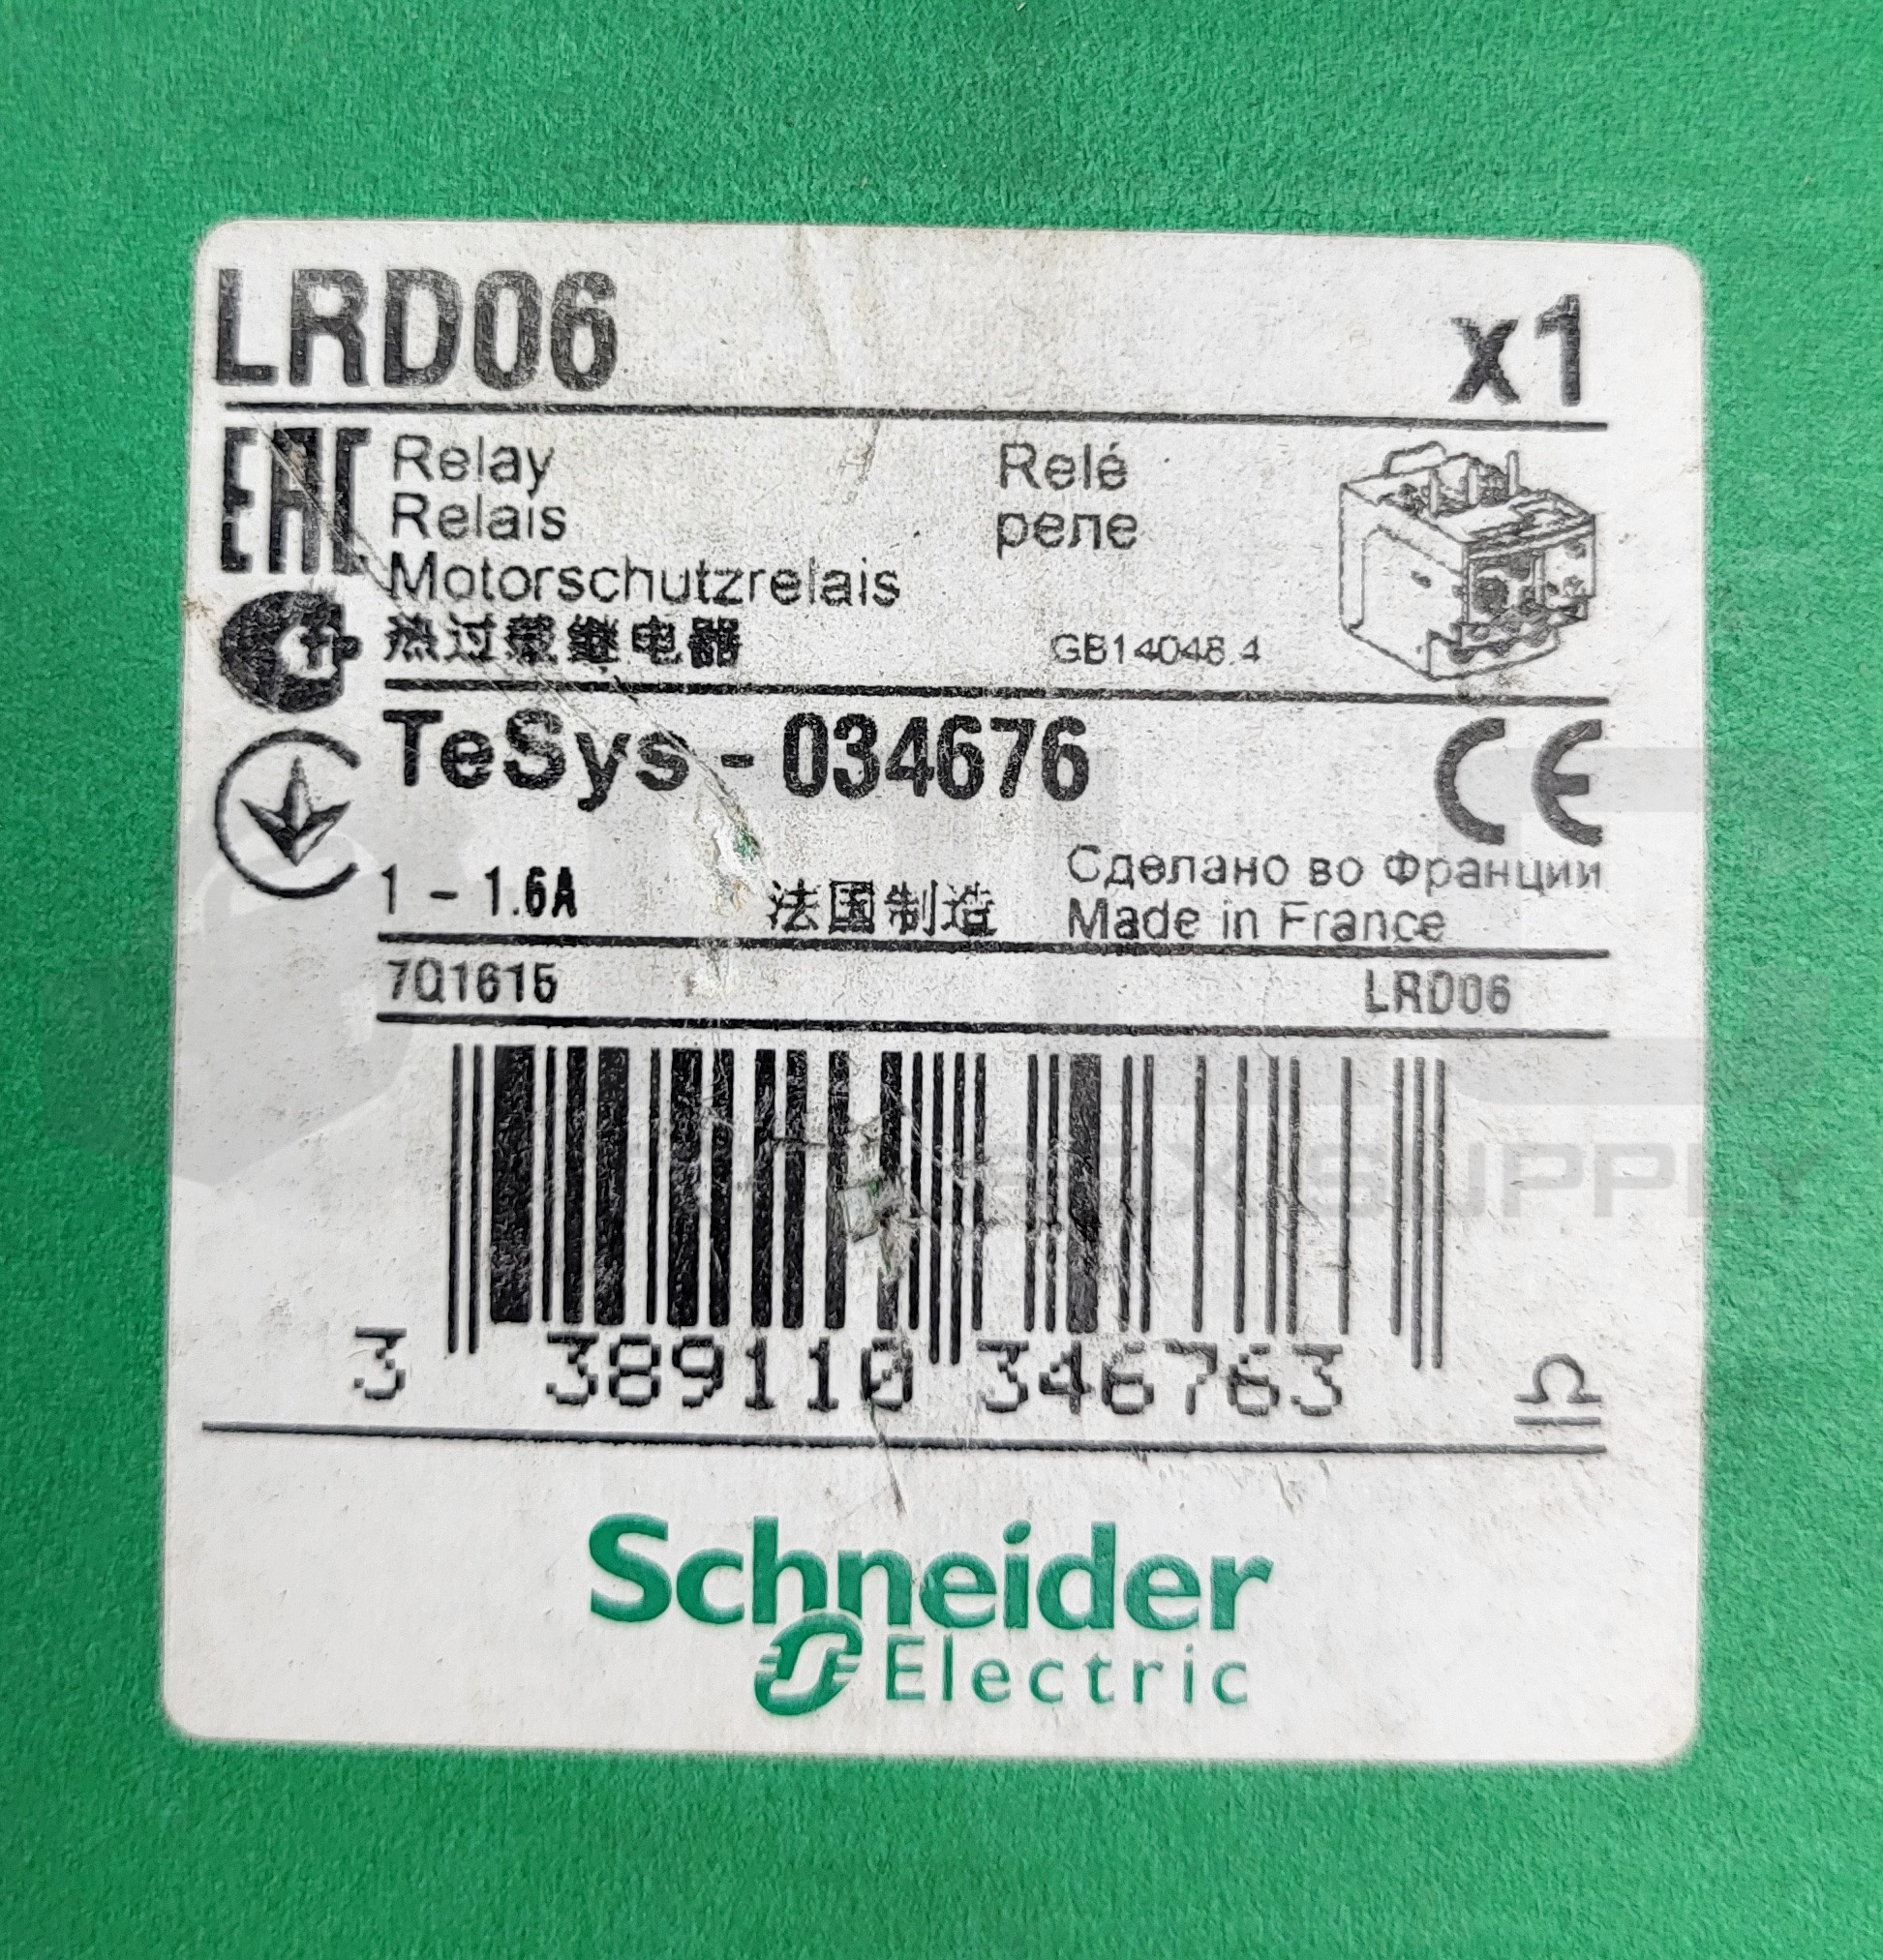 LRD06 x1
EAC Relay Relé
Relais реле
Motorschutzrelais
热过载继电器 GB14048.4
TeSys - 034676 CE
1 - 1.6A 法国制造 Сделано во Франции
Made in France
7Q1615 LRD06
3 389110 346763
Schneider
Electric
SUPPLY